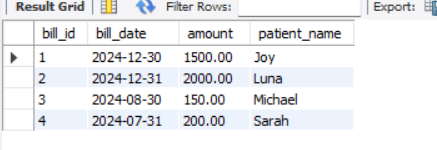 Result Grid Filter Rows: Export:
bill_id bill_date amount patient_name
1 2024-12-30 1500.00 Joy
2 2024-12-31 2000.00 Luna
3 2024-08-30 150.00 Michael
4 2024-07-31 200.00 Sarah